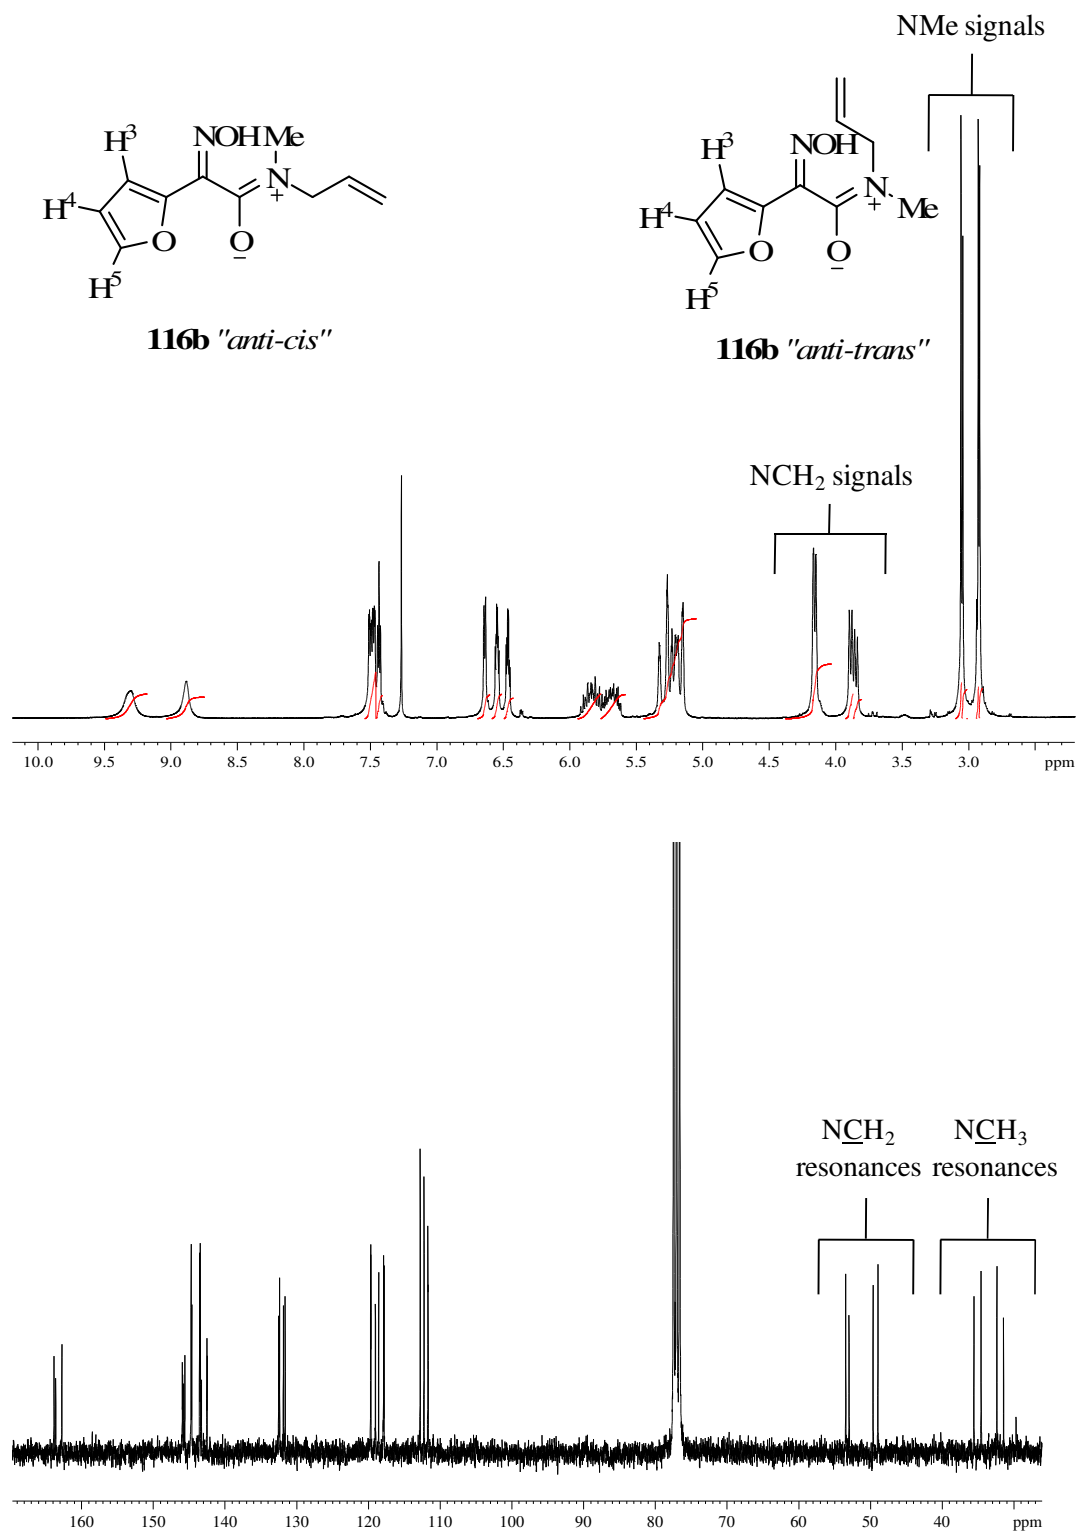 NMe signals
H3
NOH
Me
N
+
H4
O
O
−
H5
116b "anti-cis"
H3
NOH
N
+
Me
H4
O
O
−
H5
116b "anti-trans"
NCH2 signals
10.0 9.5 9.0 8.5 7.5 7.0 6.5 6.0 5.5 5.0 4.5 4.0 3.5 3.0 ppm
NCH2 NCH3
resonances resonances
160 150 140 130 120 110 100 90 80 70 60 50 40 ppm